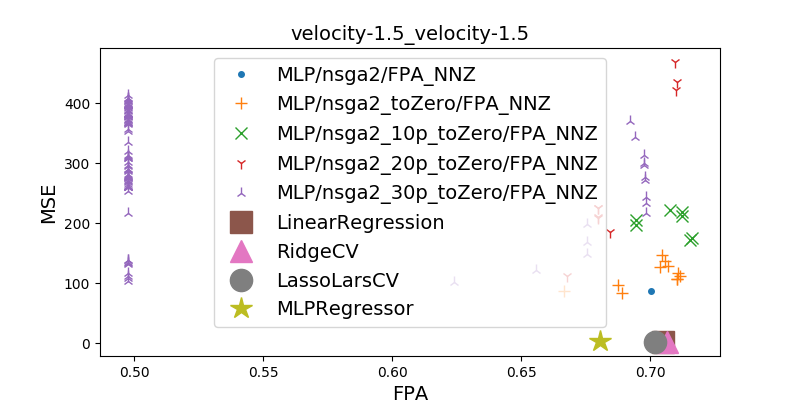 velocity-1.5_velocity-1.5
MLP/nsga2/FPA_NNZ
MLP/nsga2_toZero/FPA_NNZ
MLP/nsga2_10p_toZero/FPA_NNZ
MLP/nsga2_20p_toZero/FPA_NNZ
MLP/nsga2_30p_toZero/FPA_NNZ
LinearRegression
RidgeCV
LassoLarsCV
MLPRegressor
MSE
400
300
200
100
0
0.50 0.55 0.60 0.65 0.70
FPA